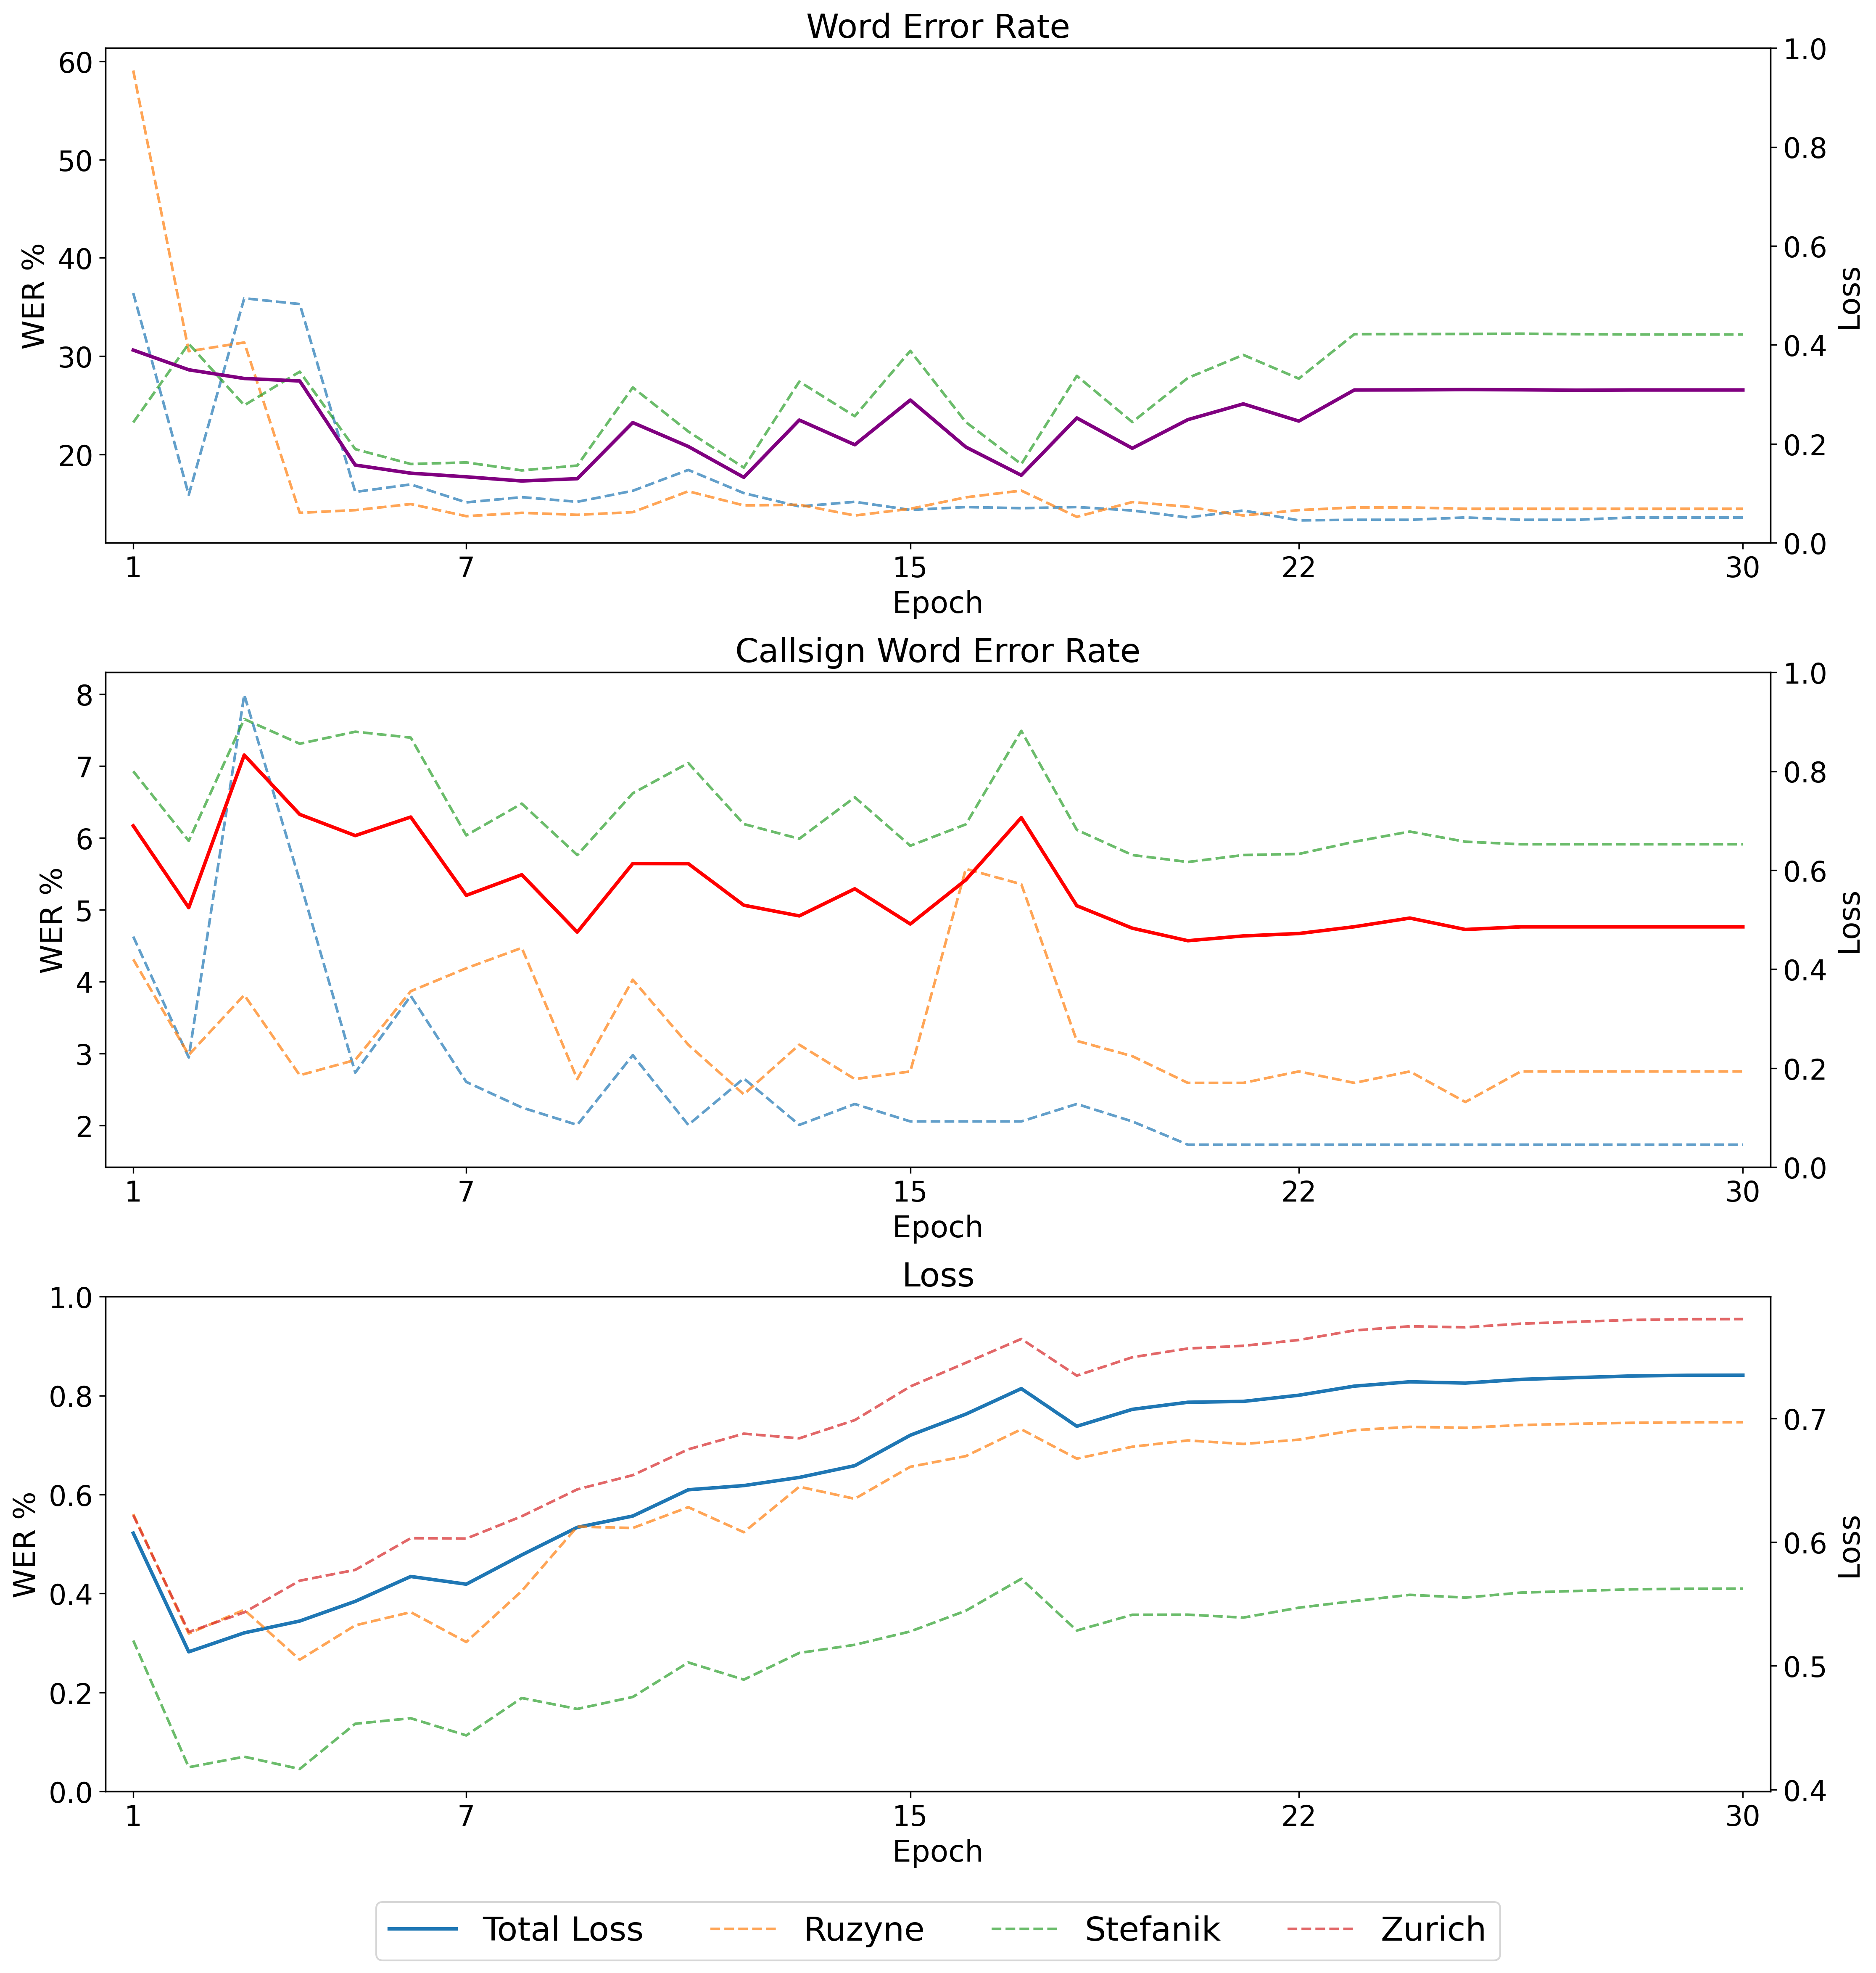 Word Error Rate
60
50
40
30
20
WER %
1.0
0.8
0.6
0.4
0.2
0.0
Loss
1 7 15 22 30
Epoch
Callsign Word Error Rate
8
7
6
5
4
3
2
WER %
1.0
0.8
0.6
0.4
0.2
0.0
Loss
1 7 15 22 30
Epoch
Loss
1.0
0.8
0.6
0.4
0.2
0.0
WER %
0.7
0.6
0.5
0.4
Loss
1 7 15 22 30
Epoch
Total Loss Ruzyne Stefanik Zurich